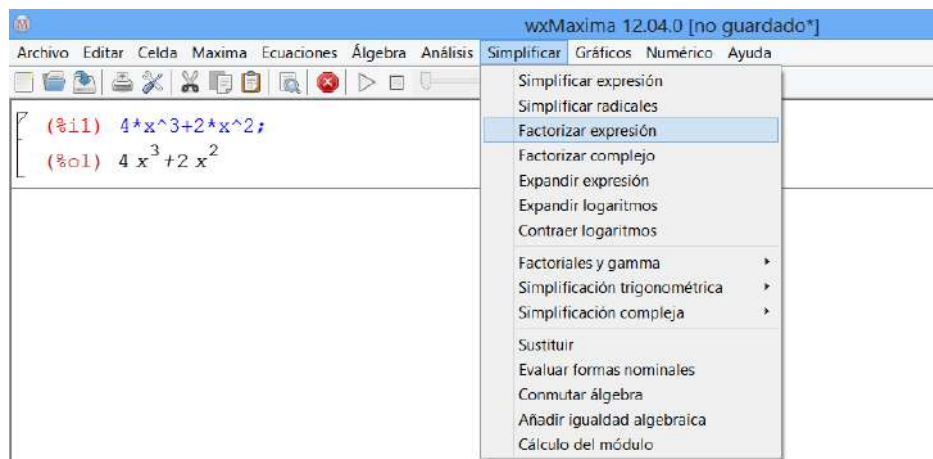 wxMaxima 12.04.0 [no guardado*]
Archivo Editar Celda Maxima Ecuaciones Álgebra Análisis Simplificar Gráficos Numérico Ayuda
(%i1) 4*x^3+2*x^2;
(%o1) 4 x³+2 x²
Simplificar expresión
Simplificar radicales
Factorizar expresión
Factorizar complejo
Expandir expresión
Expandir logaritmos
Contraer logaritmos
Factoriales y gamma
Simplificación trigonométrica
Simplificación compleja
Sustituir
Evaluar formas nominales
Conmutar álgebra
Añadir igualdad algebraica
Cálculo del módulo